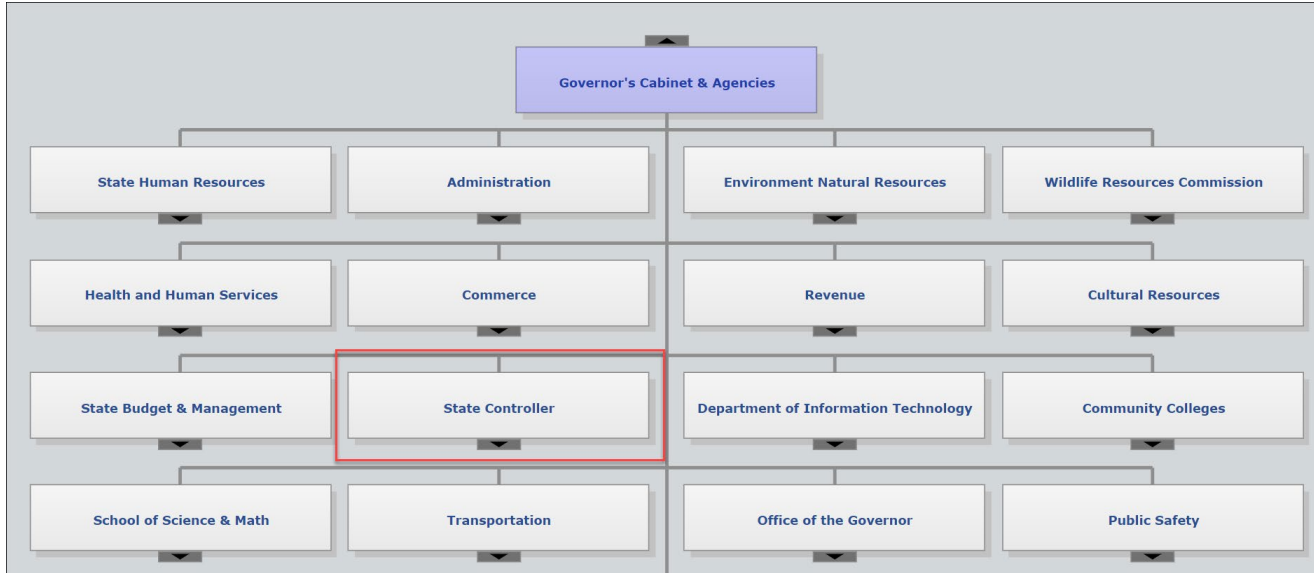 Governor's Cabinet & Agencies
State Human Resources
Administration
Environment Natural Resources
Wildlife Resources Commission
Health and Human Services
Commerce
Revenue
Cultural Resources
State Budget & Management
State Controller
Department of Information Technology
Community Colleges
School of Science & Math
Transportation
Office of the Governor
Public Safety